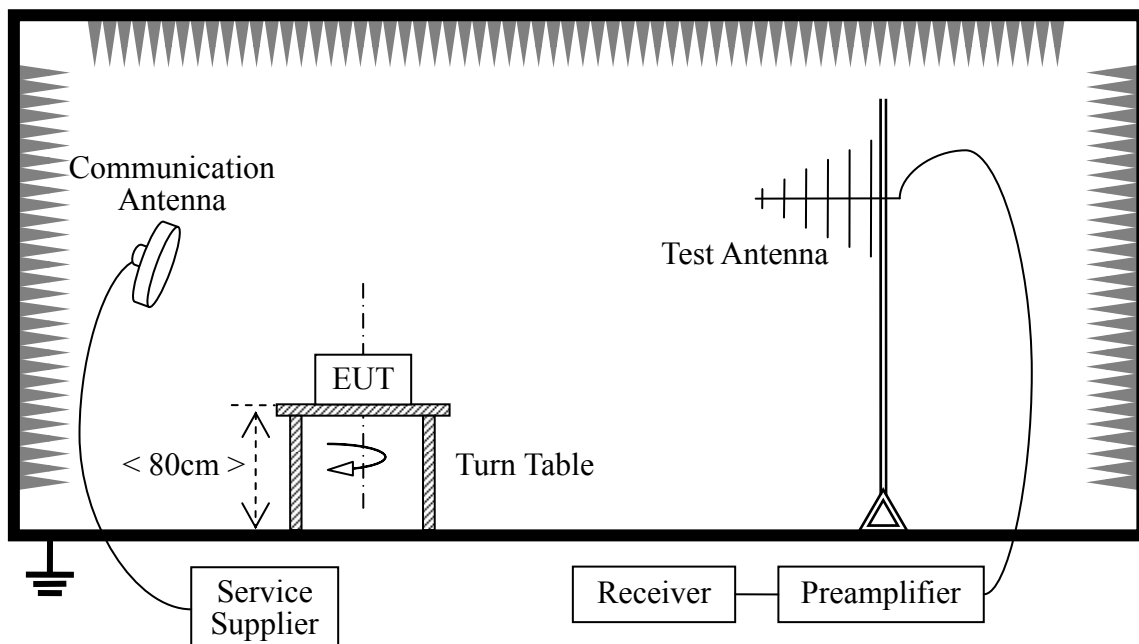 Communication
Antenna
Test Antenna
EUT
< 80cm >
Turn Table
Service
Supplier
Receiver
Preamplifier